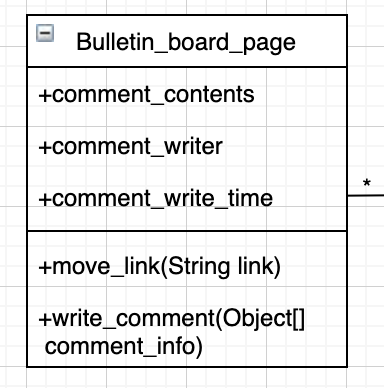 Bulletin_board_page
+comment_contents
+comment_writer
+comment_write_time
*
+move_link(String link)
+write_comment(Object[]
comment_info)